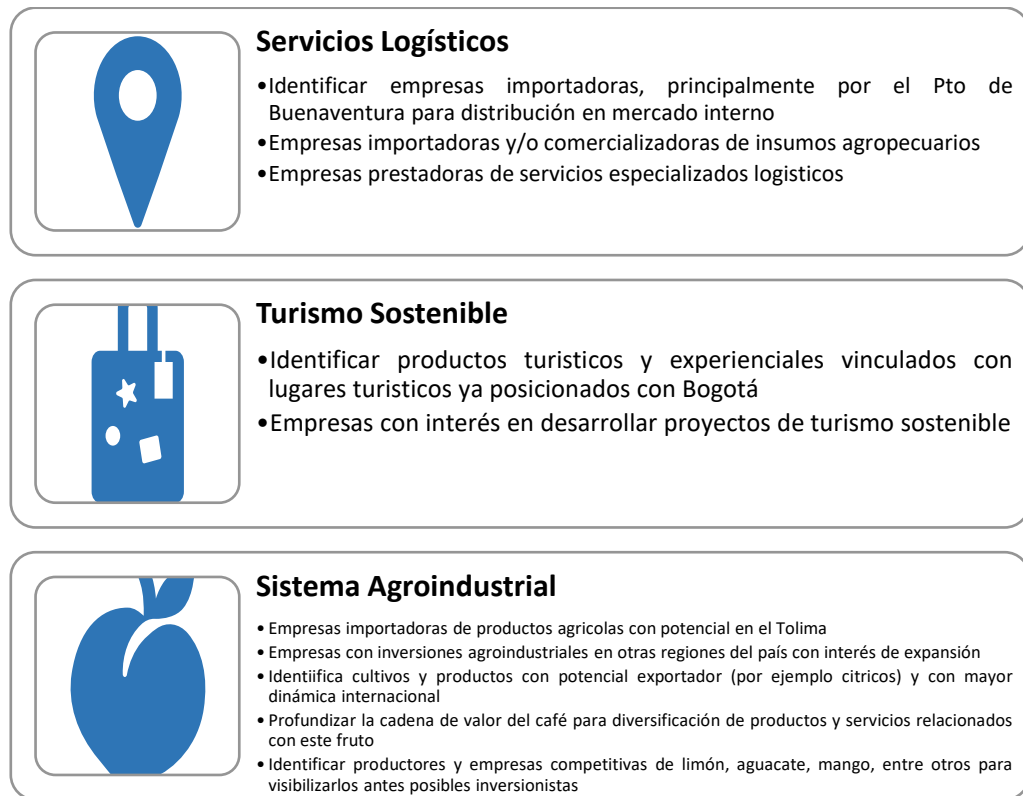 Servicios Logísticos
•Identificar empresas importadoras, principalmente por el Pto de
Buenaventura para distribución en mercado interno
•Empresas importadoras y/o comercializadoras de insumos agropecuarios
•Empresas prestadoras de servicios especializados logisticos
Turismo Sostenible
•Identificar productos turisticos y experienciales vinculados con
lugares turisticos ya posicionados con Bogotá
•Empresas con interés en desarrollar proyectos de turismo sostenible
Sistema Agroindustrial
• Empresas importadoras de productos agricolas con potencial en el Tolima
• Empresas con inversiones agroindustriales en otras regiones del país con interés de expansión
• Identiifica cultivos y productos con potencial exportador (por ejemplo citricos) y con mayor
dinámica internacional
• Profundizar la cadena de valor del café para diversificación de productos y servicios relacionados
con este fruto
• Identificar productores y empresas competitivas de limón, aguacate, mango, entre otros para
visibilizarlos antes posibles inversionistas